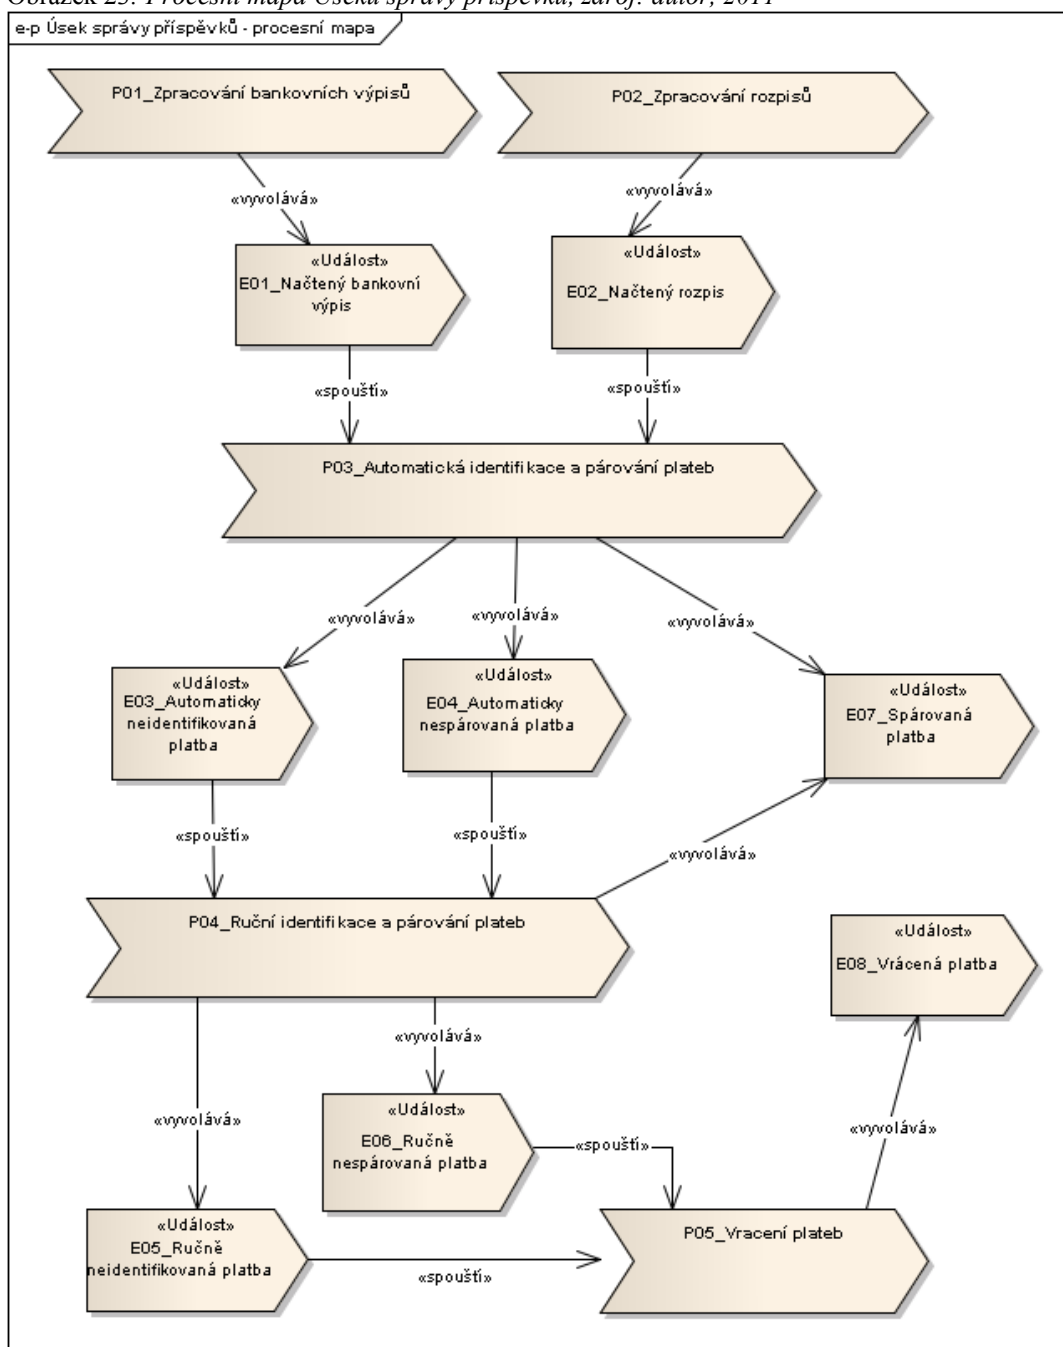 Obrázek 23: Procesní mapa Úseku správy příspěvků, zdroj: autor, 2011
e-p Úsek správy příspěvků - procesní mapa
P01_Zpracování bankovních výpisů
P02_Zpracování rozpisů
«vyvolává»
«vyvolává»
«Událost»
E01_Načtený bankovní
výpis
«Událost»
E02_Načtený rozpis
«spouští»
«spouští»
P03_Automatická identifikace a párování plateb
«vyvolává»
«vyvolává»
«vyvolává»
«Událost»
E03_Automaticky
neidentifikovaná
platba
«Událost»
E04_Automaticky
nespárovaná platba
«Událost»
E07_Spárovaná
platba
«spouští»
«spouští»
«vyvolává»
P04_Ruční identifikace a párování plateb
«Událost»
E08_Vrácená platba
«vyvolává»
«vyvolává»
«Událost»
E06_Ručně
nespárovaná platba
«spouští»
«vyvolává»
«Událost»
E05_Ručně
neidentifikovaná platba
«spouští»
P05_Vracení plateb